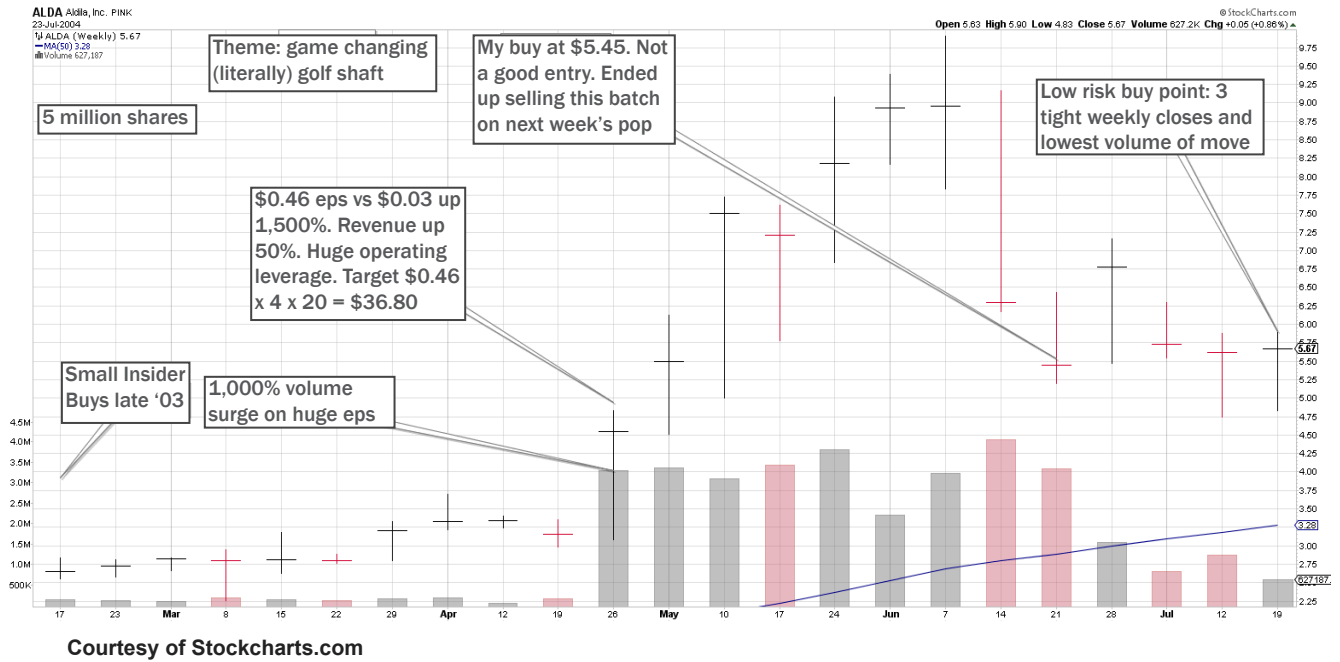 ALDA Aldila, Inc. PINK
© StockCharts.com
23-Jul-2004
Open 5.63 High 5.90 Low 4.83 Close 5.67 Volume 627.2K Chg +0.05 (+0.86%)
ALDA (Weekly) 5.67
MA(50) 3.28
Volume 627,187
Theme: game changing
(literally) golf shaft
My buy at $5.45. Not
a good entry. Ended
up selling this batch
on next week's pop
Low risk buy point: 3
tight weekly closes and
lowest volume of move
5 million shares
$0.46 eps vs $0.03 up
1,500%. Revenue up
50%. Huge operating
leverage. Target $0.46
x 4 x 20 = $36.80
Small Insider
Buys late ‘03
1,000% volume
surge on huge eps
9.75
9.50
9.25
9.00
8.75
8.50
8.25
8.00
7.75
7.50
7.25
7.00
6.75
6.50
6.25
6.00
5.67
5.25
5.00
4.75
4.50
4.25
4.00
3.75
3.50
3.28
3.00
2.75
627187.
2.25
4.5M
4.0M
3.5M
3.0M
2.5M
2.0M
1.5M
1.0M
500K
17 23 Mar 8 15 22 29 Apr 12 19 26 May 10 17 24 Jun 7 14 21 28 Jul 12 19
Courtesy of Stockcharts.com